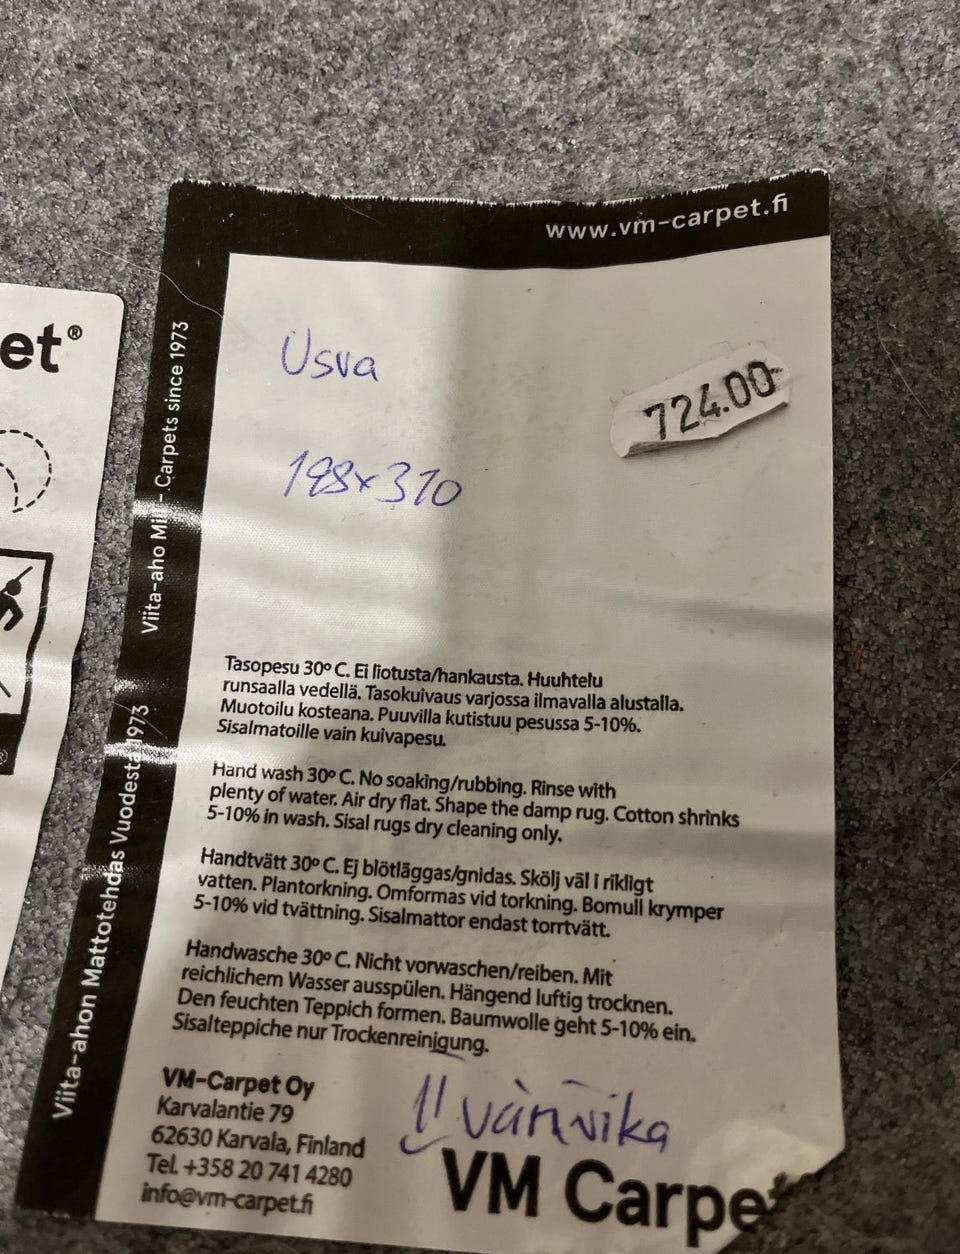 www.vm-carpet.fi
et®
Viita-aho Mill - Carpets since 1973
Viita-ahon Mattotehdas Vuodesta 1973
Usva
724.00
198x310
Tasopesu 30° C. Ei liotusta/hankausta. Huuhtelu
runsaalla vedellä. Tasokuivaus varjossa ilmavalla alustalla.
Muotoilu kosteana. Puuvilla kutistuu pesussa 5-10%.
Sisalmatoille vain kuivapesu.
Hand wash 30° C. No soaking/rubbing. Rinse with
plenty of water. Air dry flat. Shape the damp rug. Cotton shrinks
5-10% in wash. Sisal rugs dry cleaning only.
Handtvätt 30° C. Ej blötläggas/gnidas. Skölj väl i rikligt
vatten. Plantorkning. Omformas vid torkning. Bomull krymper
5-10% vid tvättning. Sisalmattor endast torrtvätt.
Handwasche 30° C. Nicht vorwaschen/reiben. Mit
reichlichem Wasser ausspülen. Hängend luftig trocknen.
Den feuchten Teppich formen. Baumwolle geht 5-10% ein.
Sisalteppiche nur Trockenreinigung.
VM-Carpet Oy
Karvalantie 79
62630 Karvala, Finland
Tel. +358 20 741 4280
info@vm-carpet.fi
!! värivika
VM Carpet